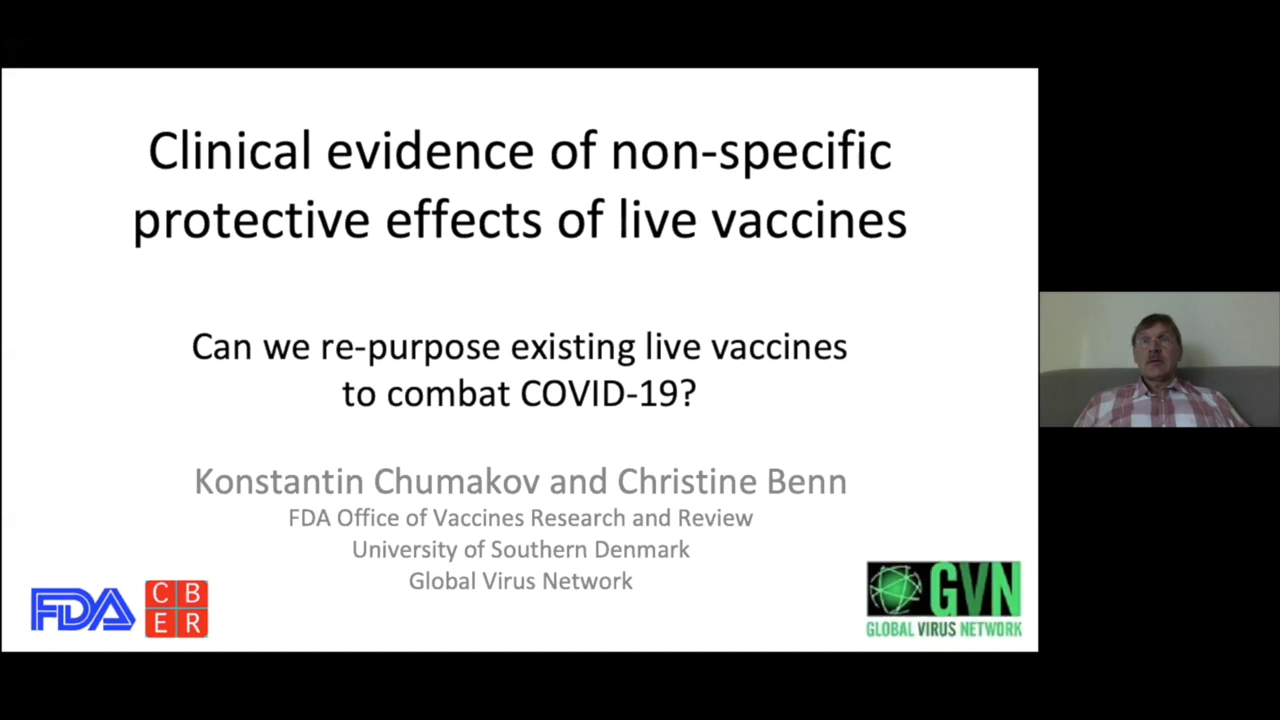 Clinical evidence of non-specific
protective effects of live vaccines
Can we re-purpose existing live vaccines
to combat COVID-19?
Konstantin Chumakov and Christine Benn
FDA Office of Vaccines Research and Review
University of Southern Denmark
Global Virus Network
FDA
CB
ER
GVN
GLOBAL VIRUS NETWORK